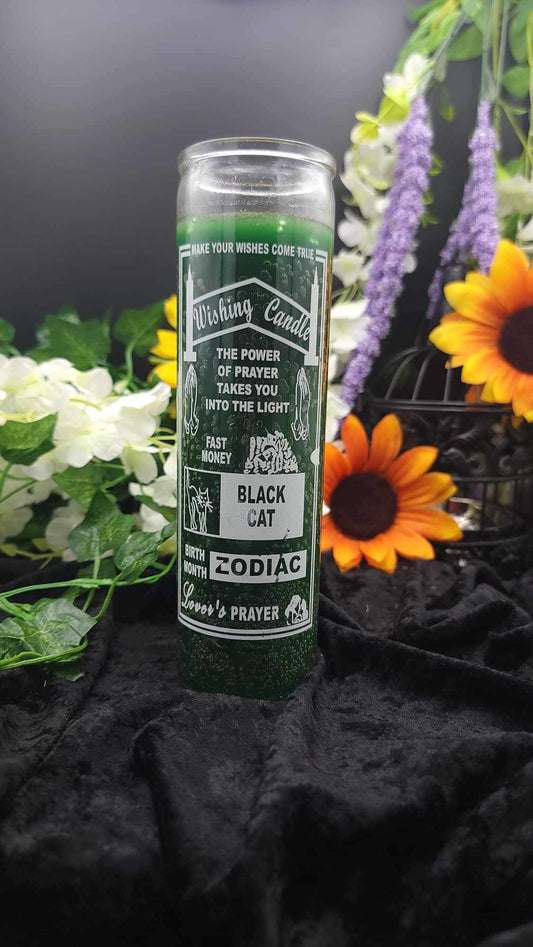 MAKE YOUR WISHES COME TRUE
Wishing Candle
THE POWER
OF PRAYER
TAKES YOU
INTO THE LIGHT
FAST
MONEY
BLACK
CAT
BIRTH
MONTH
ZODIAC
Lover's PRAYER